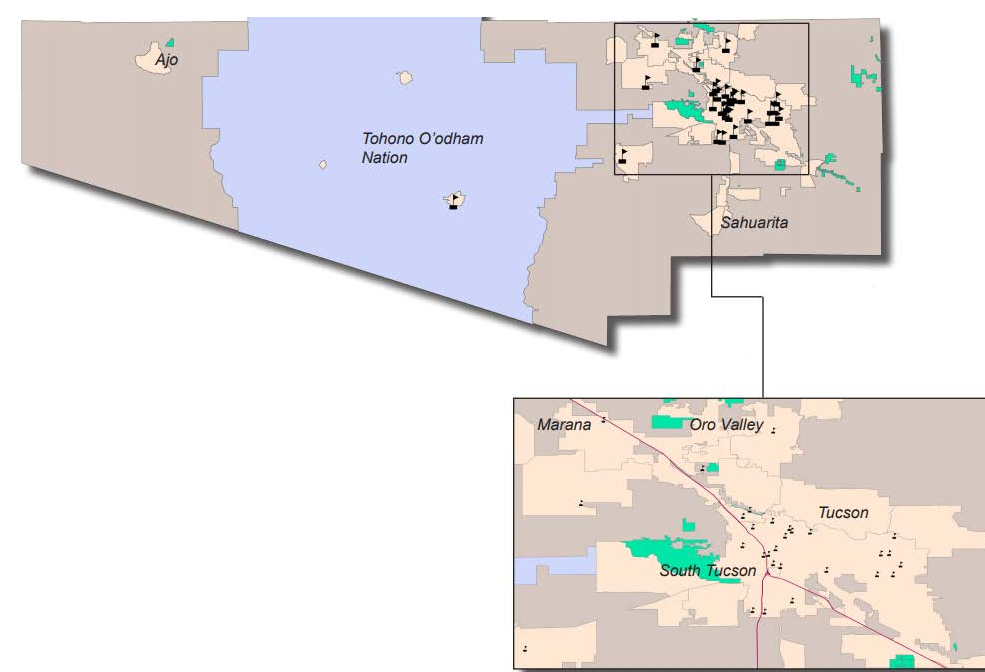 Ajo
Tohono O'odham
Nation
Sahuarita
Marana
Oro Valley
Tucson
South Tucson